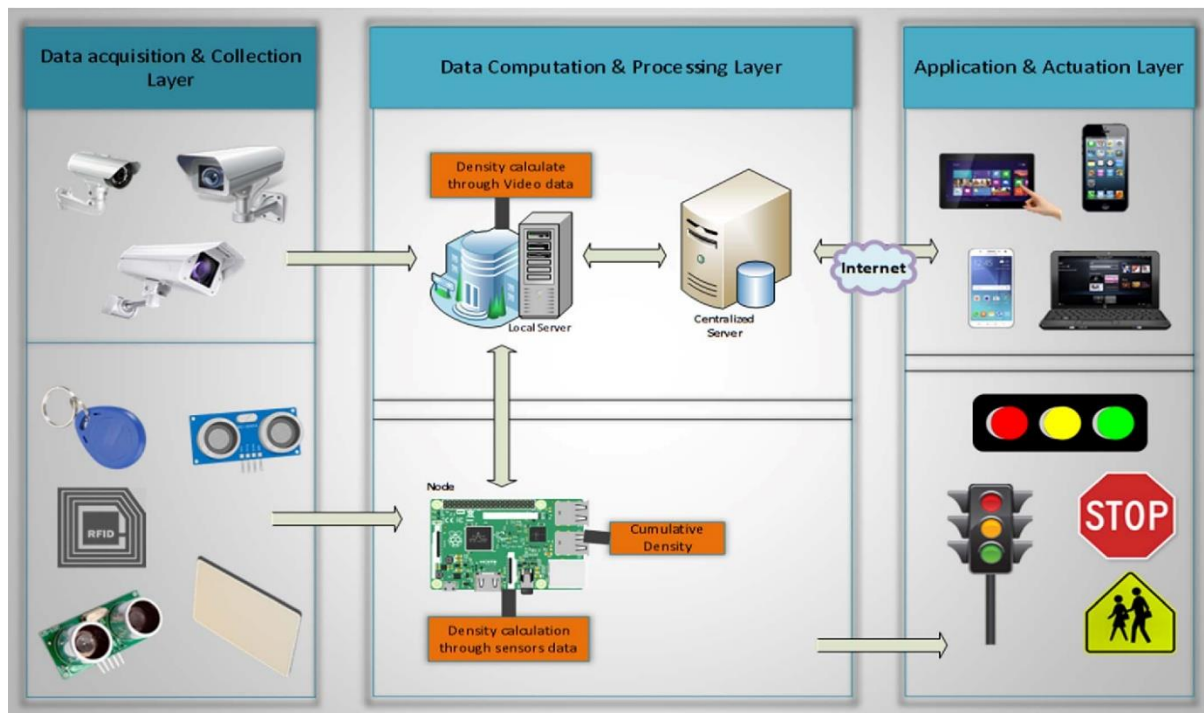 Data acquisition & Collection
Layer
Data Computation & Processing Layer
Application & Actuation Layer
Density calculate
through Video data
Internet
Local Server
Centralized
Server
Node
RFID
Cumulative
Density
STOP
Density calculation
through sensors data